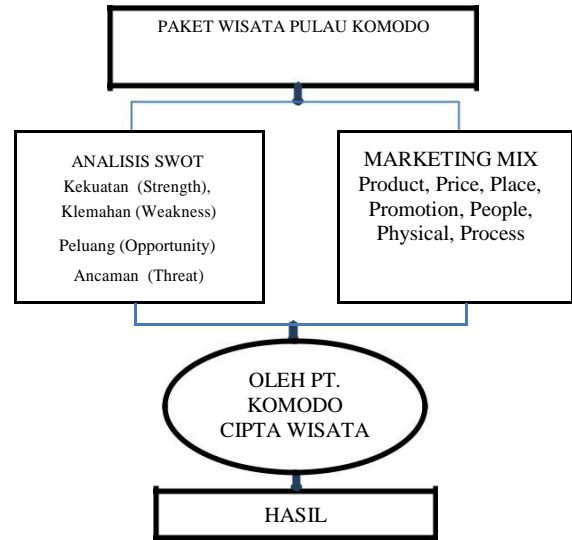 PAKET WISATA PULAU KOMODO
ANALISIS SWOT
Kekuatan (Strength),
Klemahan (Weakness)
Peluang (Opportunity)
Ancaman (Threat)
MARKETING MIX
Product, Price, Place,
Promotion, People,
Physical, Process
OLEH PT.
KOMODO
CIPTA WISATA
HASIL